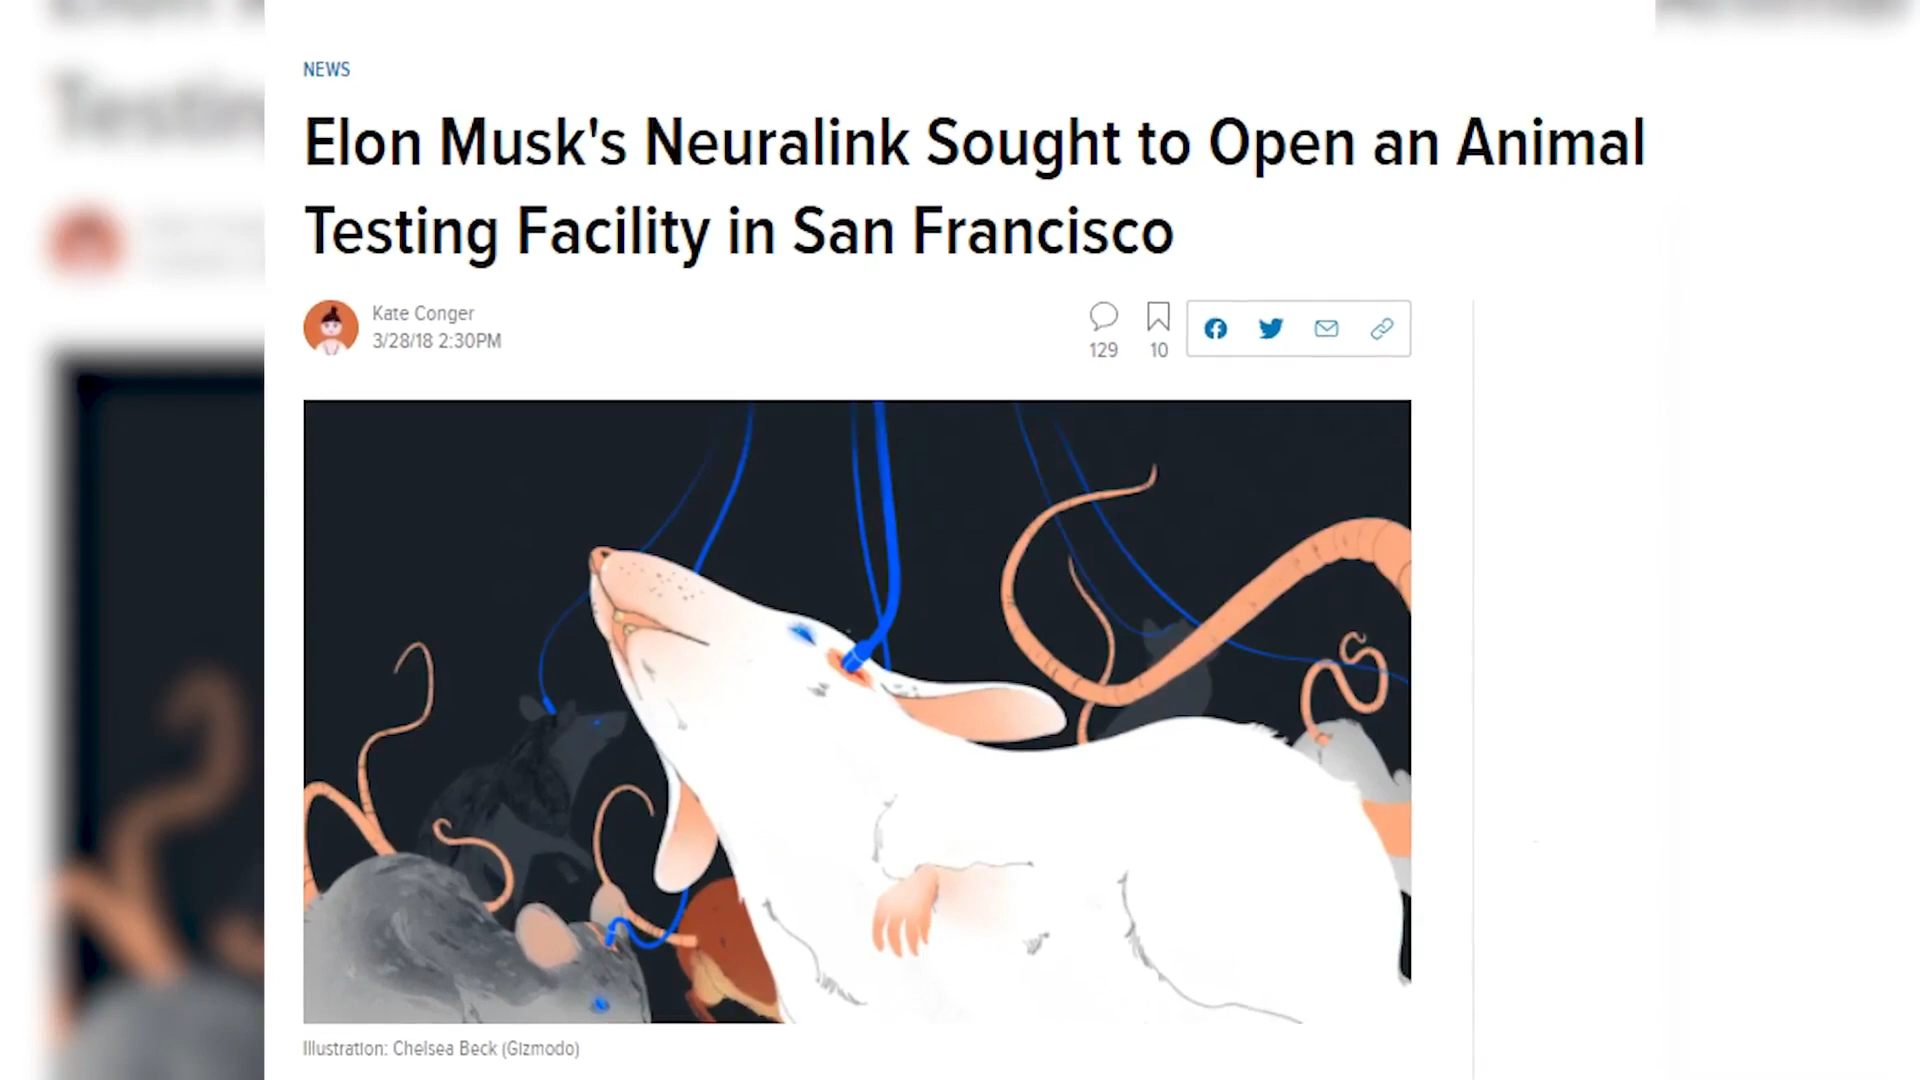 NEWS
Elon Musk's Neuralink Sought to Open an Animal
Testing Facility in San Francisco
Kate Conger
3/28/18 2:30PM
129
10
Illustration: Chelsea Beck (Gizmodo)